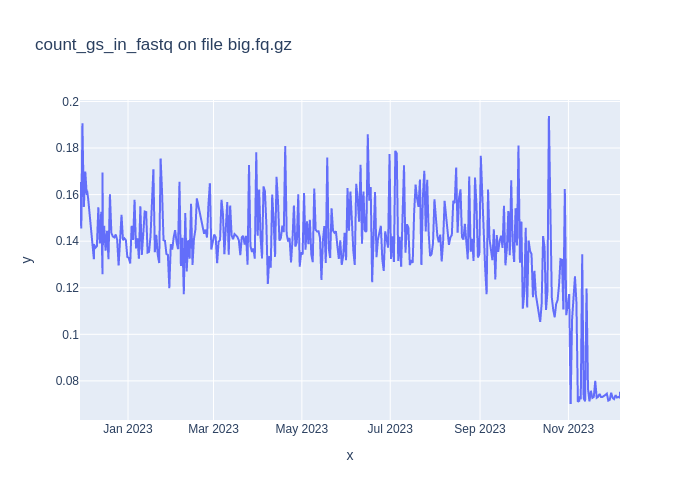 count_gs_in_fastq on file big.fq.gz
0.2
0.18
0.16
0.14
0.12
0.1
0.08
y
Jan 2023
Mar 2023
May 2023
Jul 2023
Sep 2023
Nov 2023
x